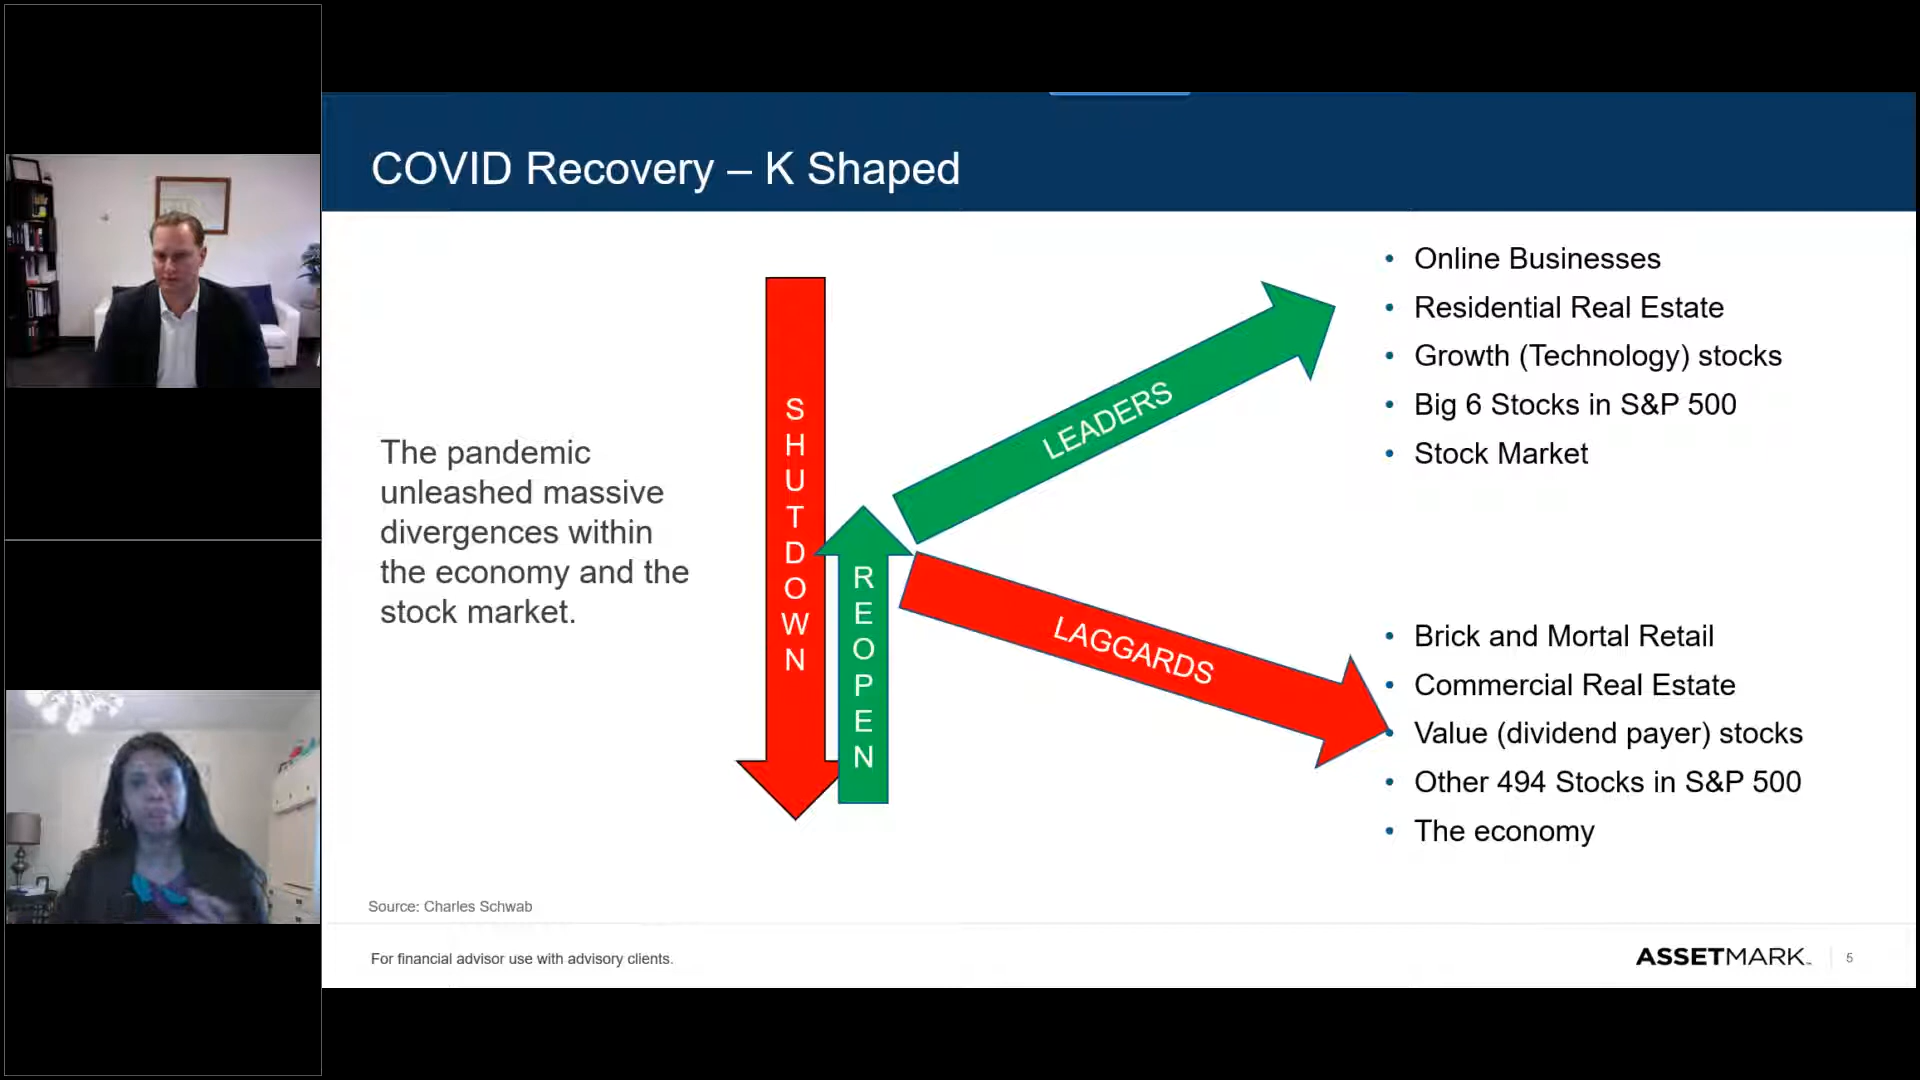 COVID Recovery – K Shaped
The pandemic
unleashed massive
divergences within
the economy and the
stock market.
SHUTDOWN
REOPEN
LEADERS
LAGGARDS
• Online Businesses
• Residential Real Estate
• Growth (Technology) stocks
• Big 6 Stocks in S&P 500
• Stock Market
• Brick and Mortal Retail
• Commercial Real Estate
• Value (dividend payer) stocks
• Other 494 Stocks in S&P 500
• The economy
Source: Charles Schwab
For financial advisor use with advisory clients.
ASSETMARK™
5